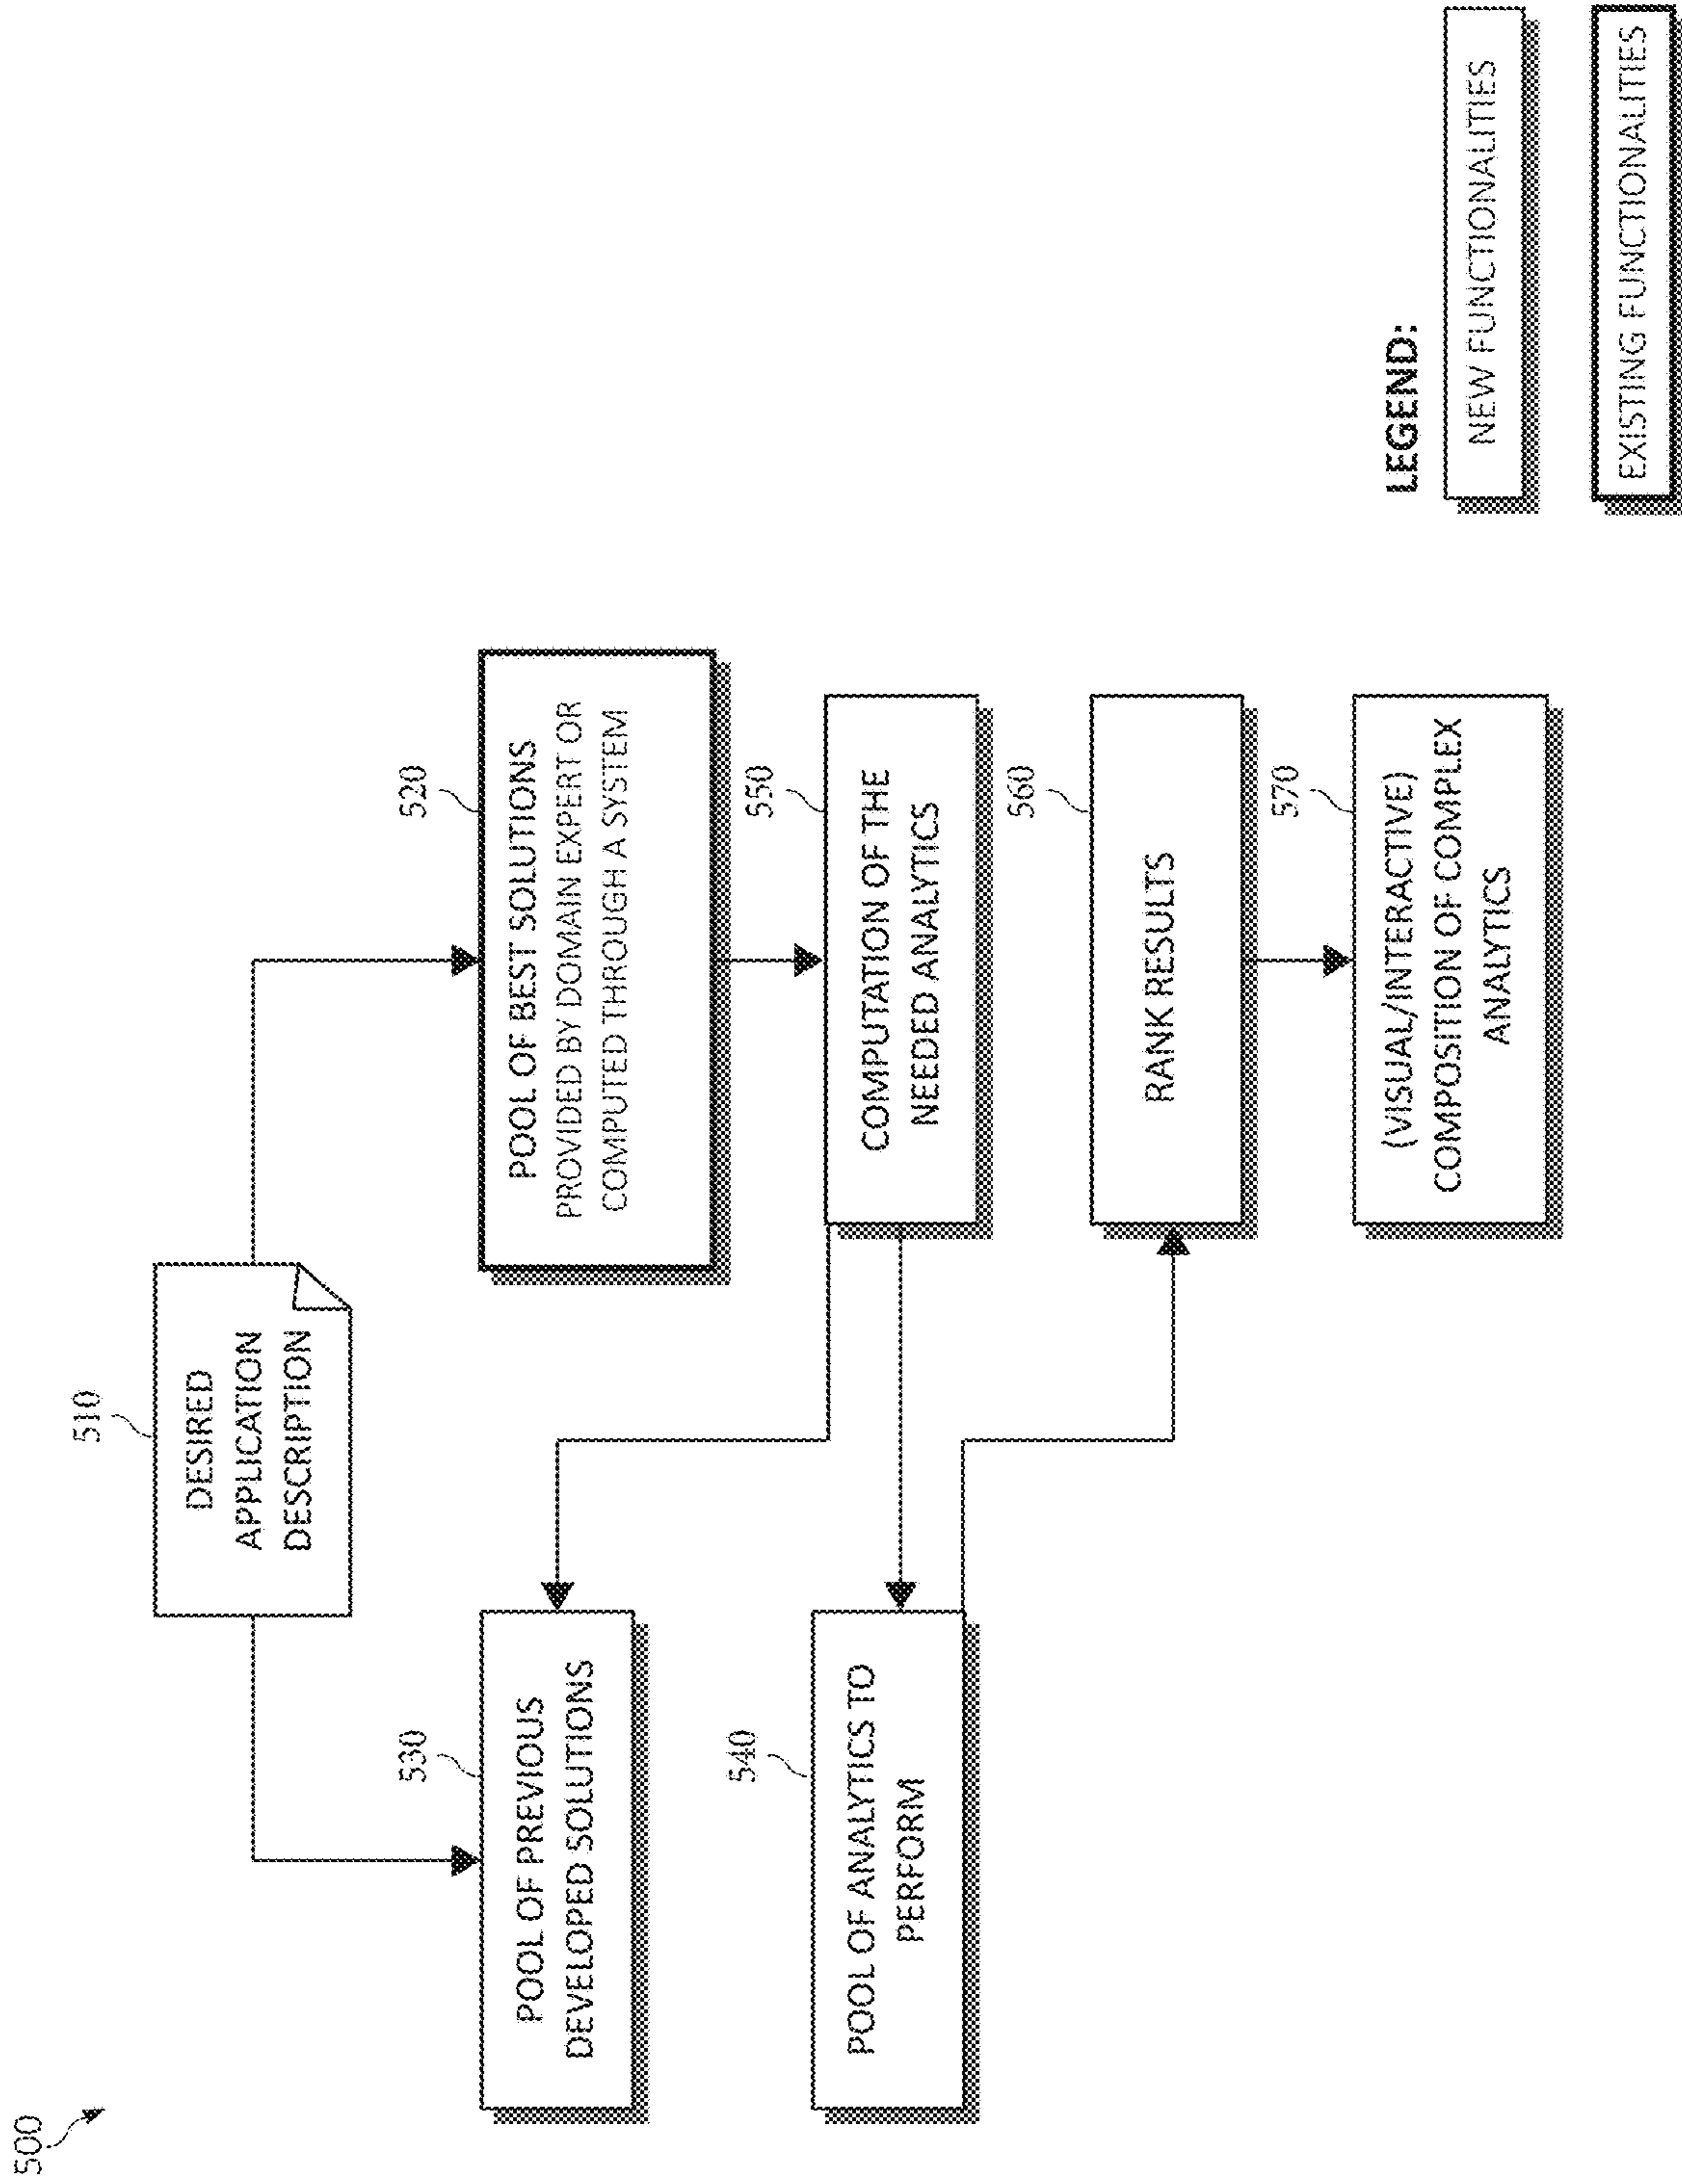 500
510
DESIRED
APPLICATION
DESCRIPTION
530
POOL OF PREVIOUS
DEVELOPED SOLUTIONS
520
POOL OF BEST SOLUTIONS
PROVIDED BY DOMAIN EXPERT OR
COMPUTED THROUGH A SYSTEM
540
POOL OF ANALYTICS TO
PERFORM
550
COMPUTATION OF THE
NEEDED ANALYTICS
560
RANK RESULTS
570
(VISUAL/INTERACTIVE)
COMPOSITION OF COMPLEX
ANALYTICS
LEGEND:
NEW FUNCTIONALITIES
EXISTING FUNCTIONALITIES